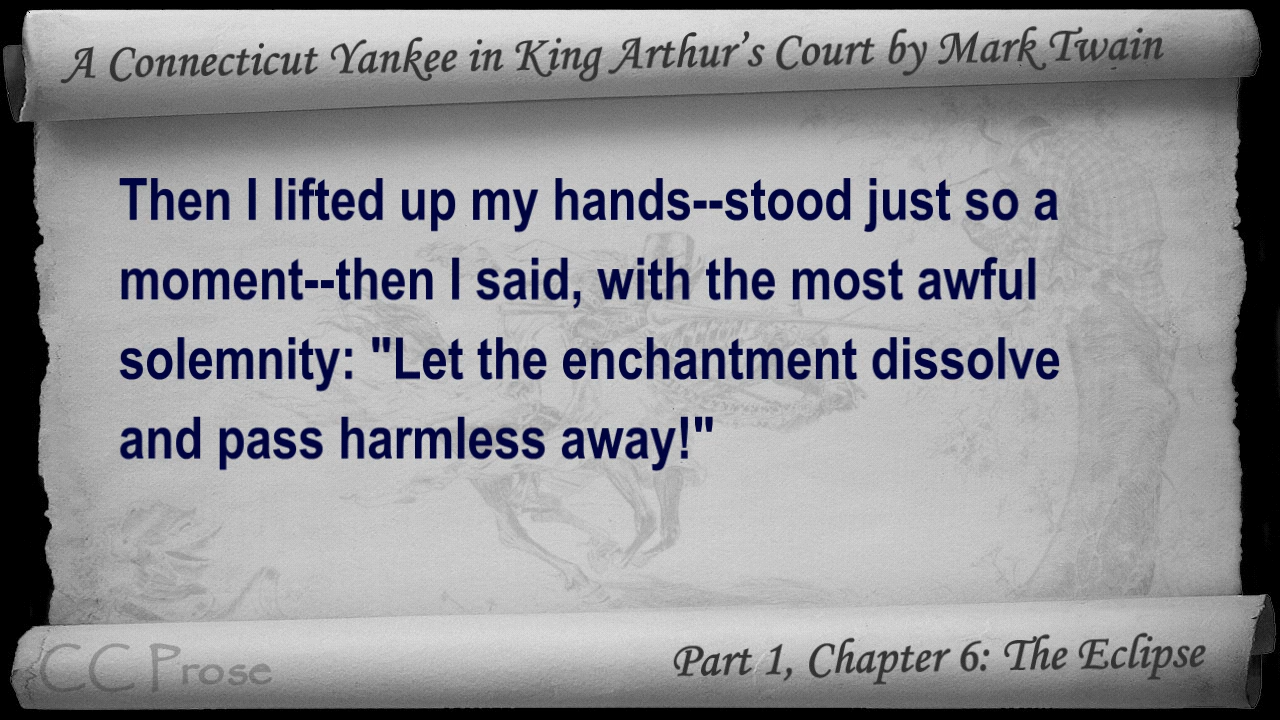 A Connecticut Yankee in King Arthur's Court by Mark Twain
Then I lifted up my hands--stood just so a
moment--then I said, with the most awful
solemnity: "Let the enchantment dissolve
and pass harmless away!"
CC Prose
Part 1, Chapter 6: The Eclipse